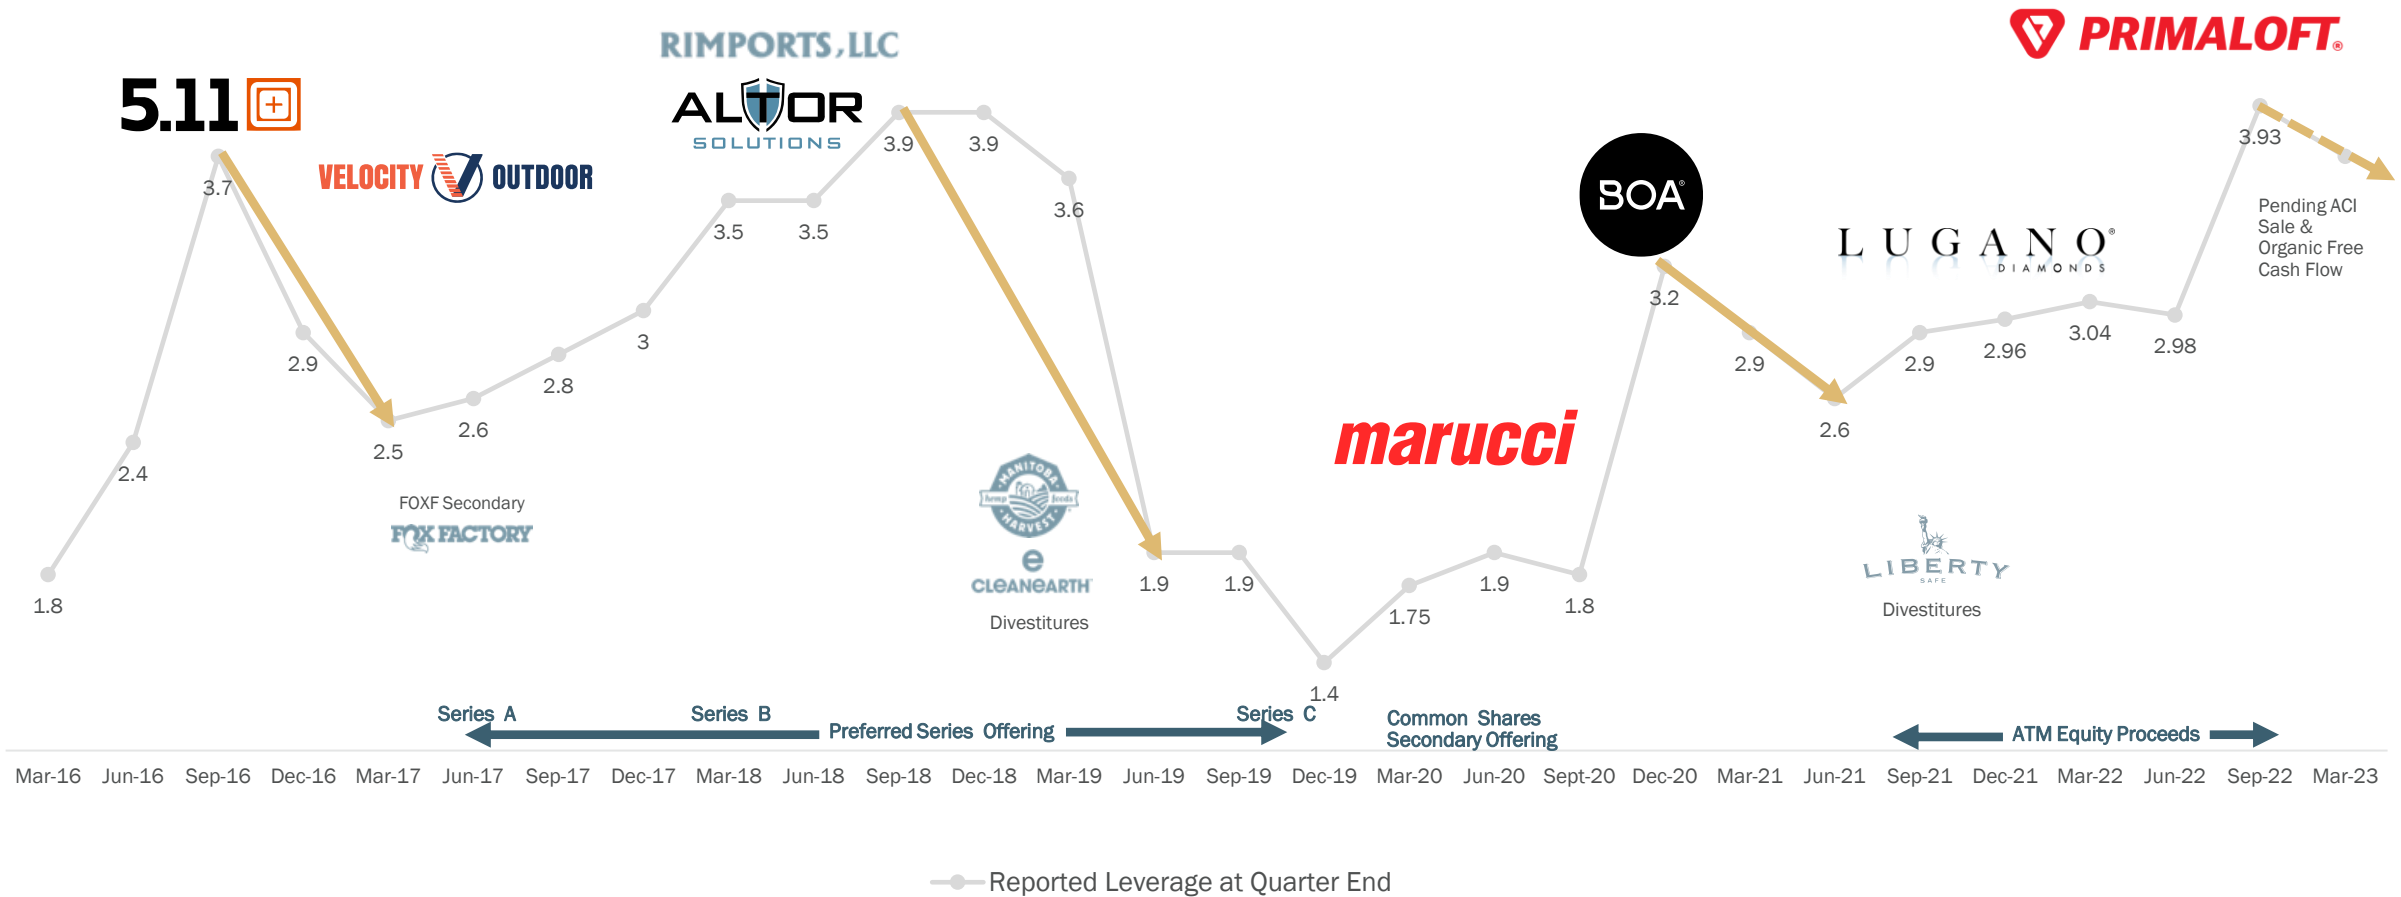 PRIMALOFT®
RIMPORTS, LLC
5.11
ALTOR
SOLUTIONS
VELOCITY OUTDOOR
BOA®
LUGANO®
DIAMONDS
marucci
FOXF Secondary
FOX FACTORY
MANITOBA
hemp foods
HARVEST
e
CLEANEARTH
Divestitures
LIBERTY
SAFE
Divestitures
Pending ACI
Sale &
Organic Free
Cash Flow
1.8
2.4
3.7
2.9
2.5
2.6
2.8
3
3.5
3.5
3.9
3.9
3.6
1.9
1.9
1.4
1.75
1.9
1.8
3.2
2.9
2.6
2.9
2.96
3.04
2.98
3.93
Series A
Series B
Preferred Series Offering
Series C
Common Shares
Secondary Offering
ATM Equity Proceeds
Mar-16 Jun-16 Sep-16 Dec-16 Mar-17 Jun-17 Sep-17 Dec-17 Mar-18 Jun-18 Sep-18 Dec-18 Mar-19 Jun-19 Sep-19 Dec-19 Mar-20 Jun-20 Sept-20 Dec-20 Mar-21 Jun-21 Sep-21 Dec-21 Mar-22 Jun-22 Sep-22 Mar-23
Reported Leverage at Quarter End